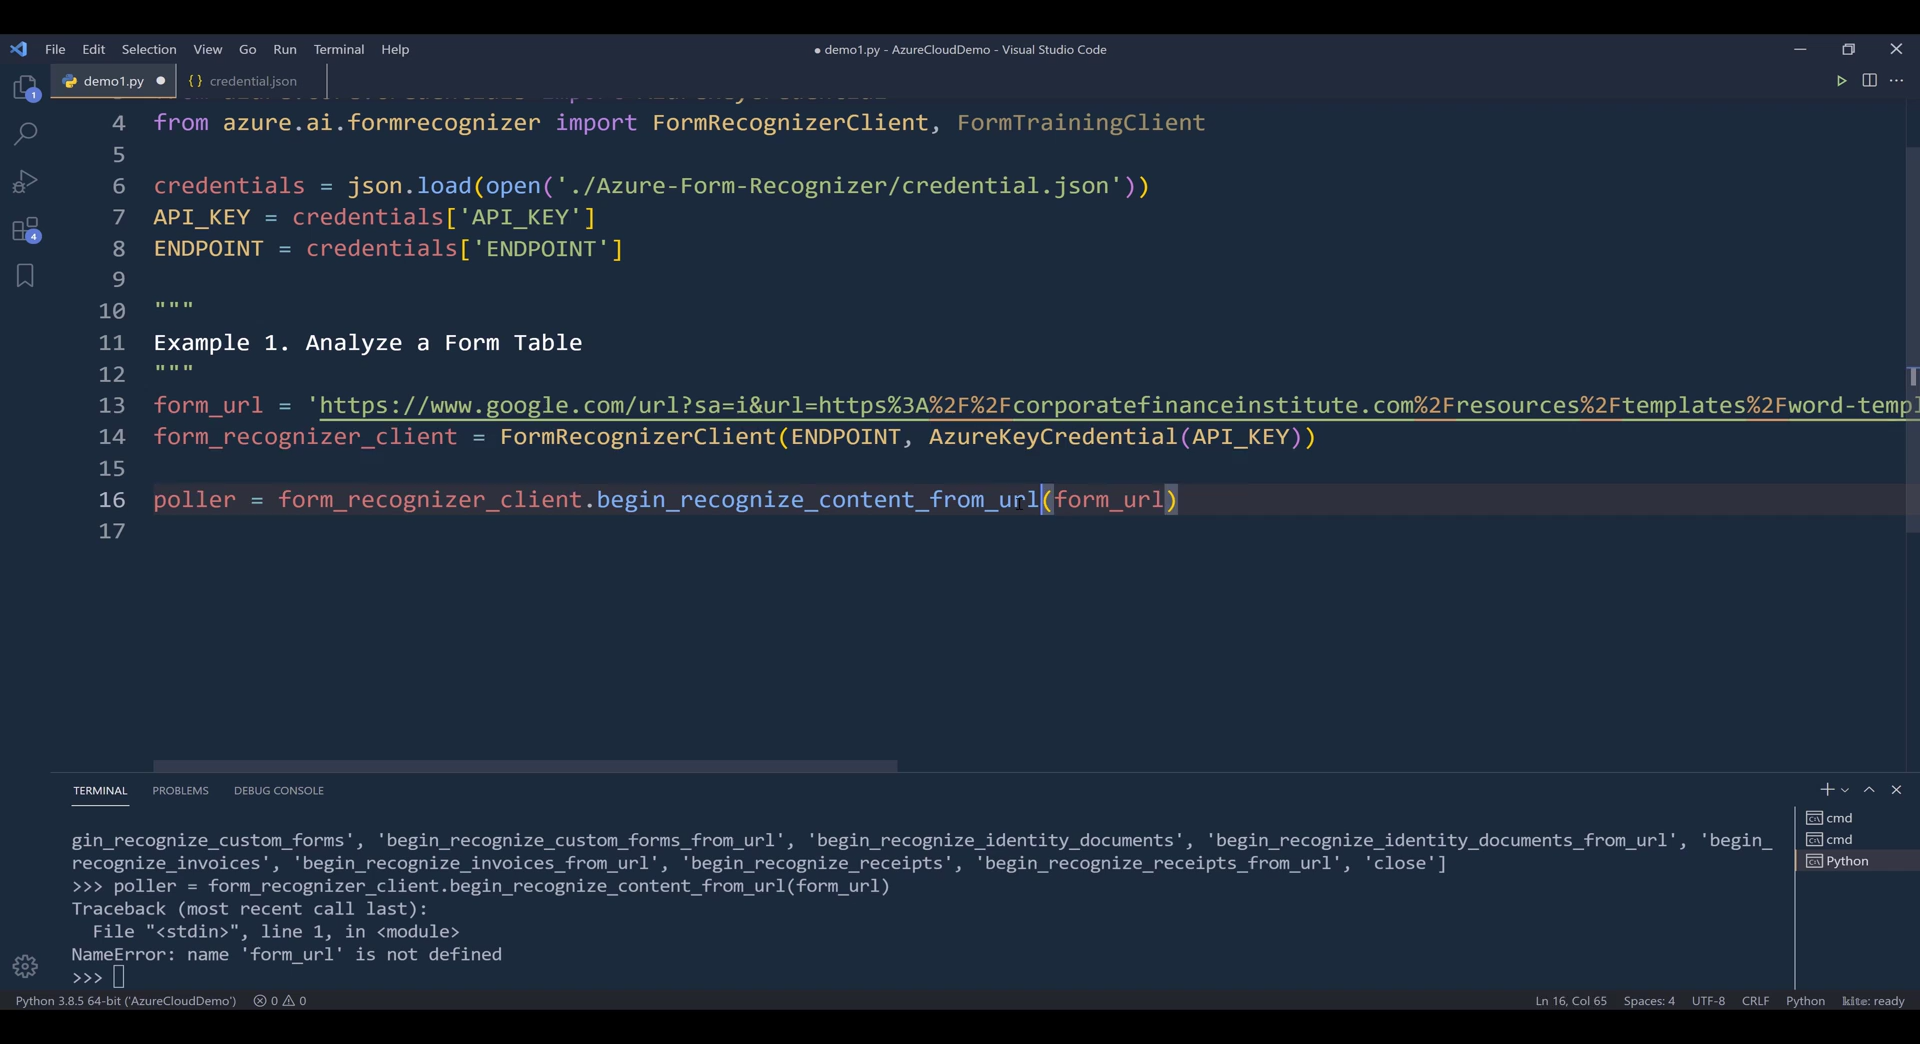 File Edit Selection View Go Run Terminal Help
● demo1.py - AzureCloudDemo - Visual Studio Code
demo1.py ● { } credential.json
4 from azure.ai.formrecognizer import FormRecognizerClient, FormTrainingClient
5
6 credentials = json.load(open('./Azure-Form-Recognizer/credential.json'))
7 API_KEY = credentials['API_KEY']
8 ENDPOINT = credentials['ENDPOINT']
9
10 """
11 Example 1. Analyze a Form Table
12 """
13 form_url = 'https://www.google.com/url?sa=i&url=https%3A%2F%2Fcorporatefinanceinstitute.com%2Fresources%2Ftemplates%2Fword-templ
14 form_recognizer_client = FormRecognizerClient(ENDPOINT, AzureKeyCredential(API_KEY))
15
16 poller = form_recognizer_client.begin_recognize_content_from_url(form_url)
17
1
4
TERMINAL PROBLEMS DEBUG CONSOLE
gin_recognize_custom_forms', 'begin_recognize_custom_forms_from_url', 'begin_recognize_identity_documents', 'begin_recognize_identity_documents_from_url', 'begin_
recognize_invoices', 'begin_recognize_invoices_from_url', 'begin_recognize_receipts', 'begin_recognize_receipts_from_url', 'close']
>>> poller = form_recognizer_client.begin_recognize_content_from_url(form_url)
Traceback (most recent call last):
File "<stdin>", line 1, in <module>
NameError: name 'form_url' is not defined
>>>
cmd
cmd
Python
Python 3.8.5 64-bit ('AzureCloudDemo') 0 0 Ln 16, Col 65 Spaces: 4 UTF-8 CRLF Python kite: ready